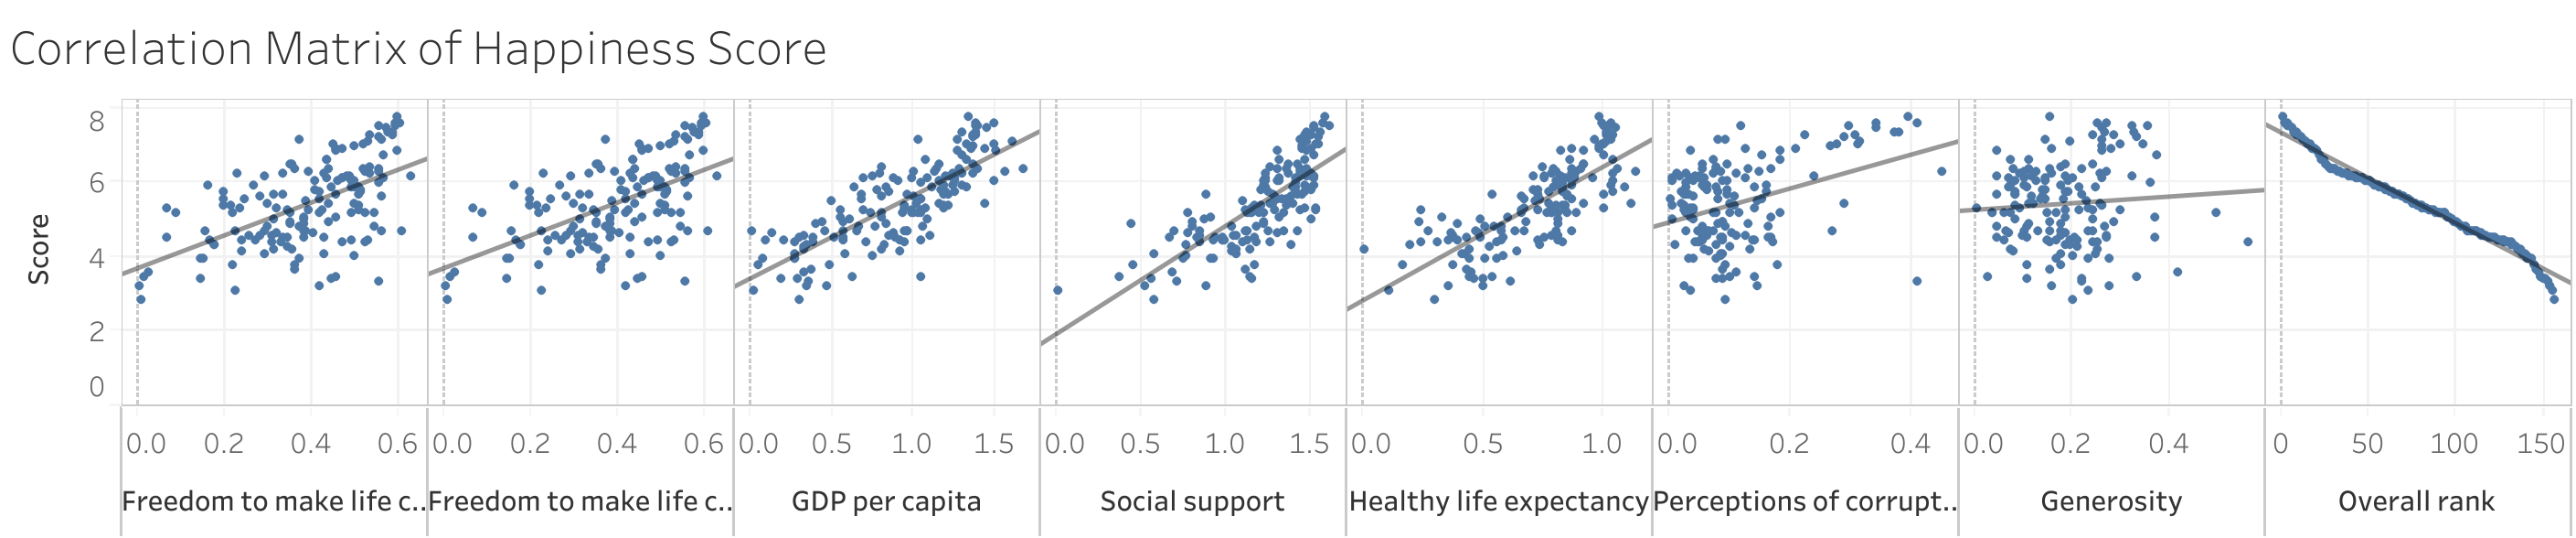 Correlation Matrix of Happiness Score
8
6
4
2
0
Score
0.0 0.2 0.4 0.6 0.0 0.2 0.4 0.6 0.0 0.5 1.0 1.5 0.0 0.5 1.0 1.5 0.0 0.5 1.0 0.0 0.2 0.4 0.0 0.2 0.4 0 50 100 150
Freedom to make life c.. Freedom to make life c.. GDP per capita Social support Healthy life expectancy Perceptions of corrupt.. Generosity Overall rank